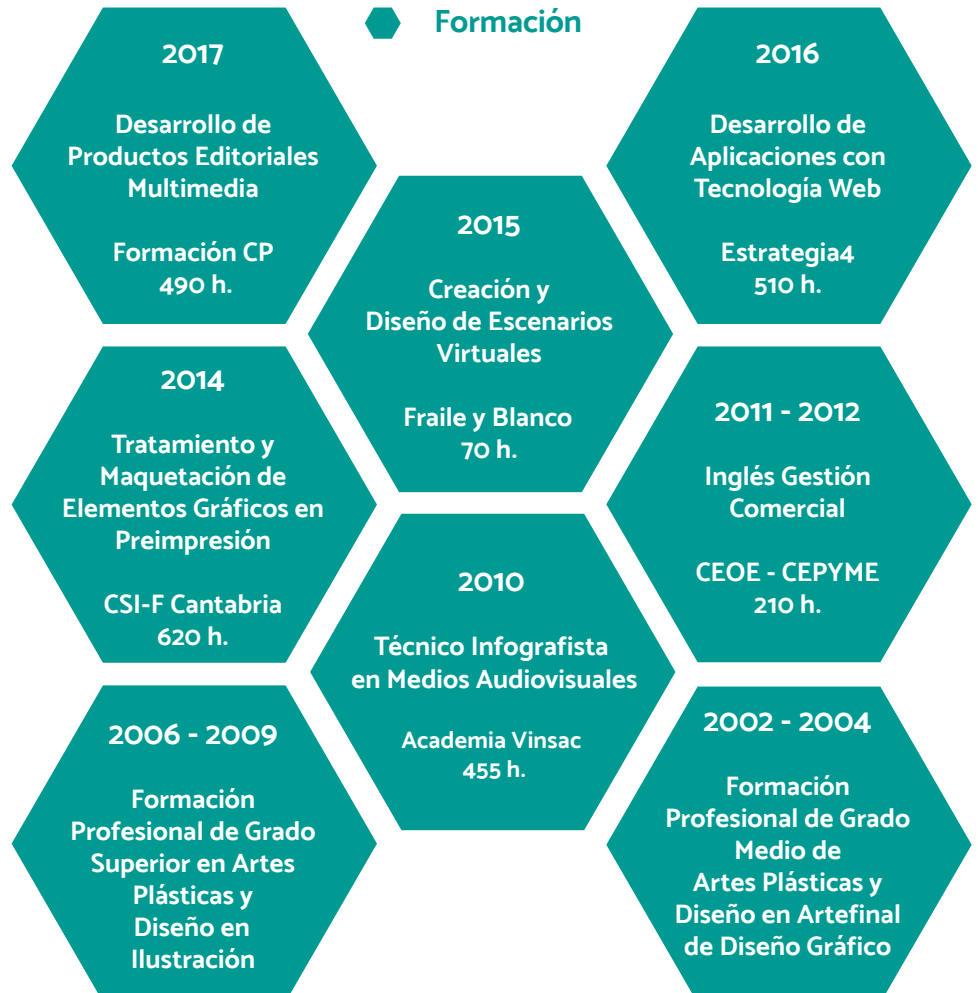 Formación
2017
Desarrollo de
Productos Editoriales
Multimedia
Formación CP
490 h.
2016
Desarrollo de
Aplicaciones con
Tecnología Web
Estrategia4
510 h.
2015
Creación y
Diseño de Escenarios
Virtuales
Fraile y Blanco
70 h.
2014
Tratamiento y
Maquetación de
Elementos Gráficos en
Preimpresión
CSI-F Cantabria
620 h.
2011 - 2012
Inglés Gestión
Comercial
CEOE - CEPYME
210 h.
2010
Técnico Infografista
en Medios Audiovisuales
Academia Vinsac
455 h.
2006 - 2009
Formación
Profesional de Grado
Superior en Artes
Plásticas y
Diseño en
Ilustración
2002 - 2004
Formación
Profesional de Grado
Medio de
Artes Plásticas y
Diseño en Artefinal
de Diseño Gráfico